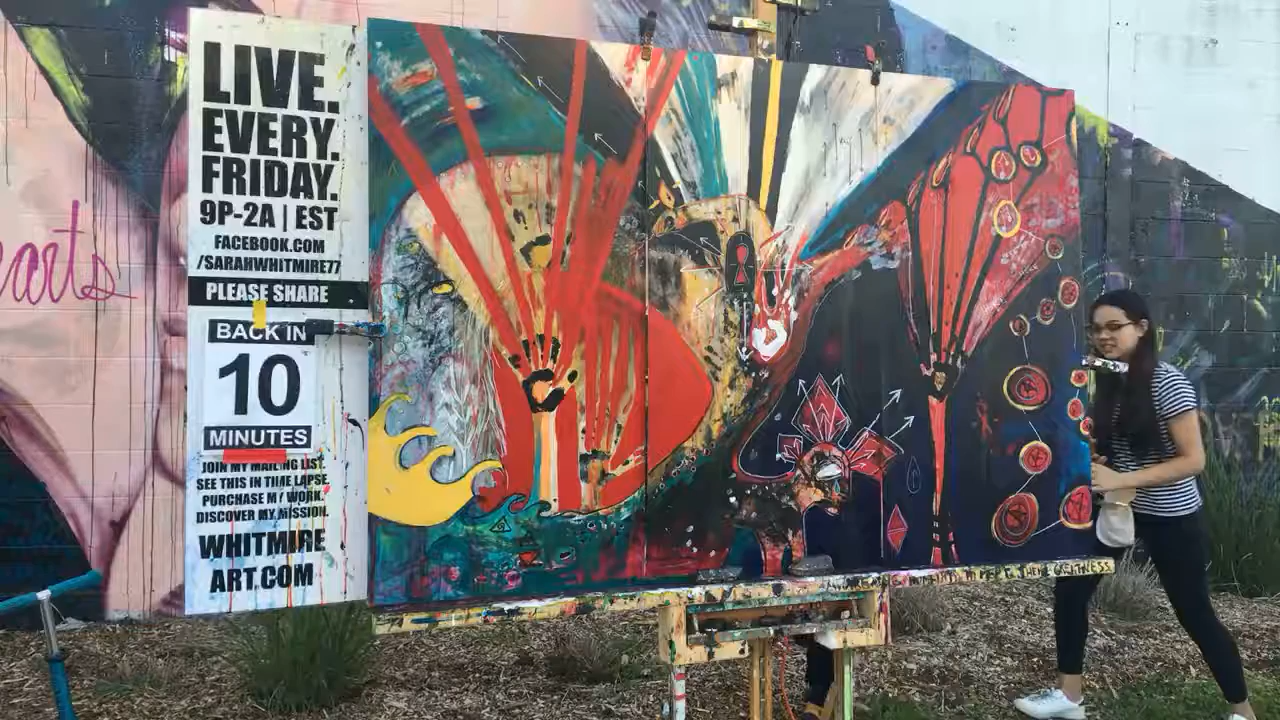 LIVE.
EVERY.
FRIDAY.
9P-2A | EST
FACEBOOK.COM
/SARAHWHITMIRE77
PLEASE SHARE
BACK IN
10
MINUTES
JOIN MY MAILING LIST.
SEE THIS IN TIME LAPSE.
PURCHASE MY WORK.
DISCOVER MY MISSION.
WHITMIRE
ART.COM